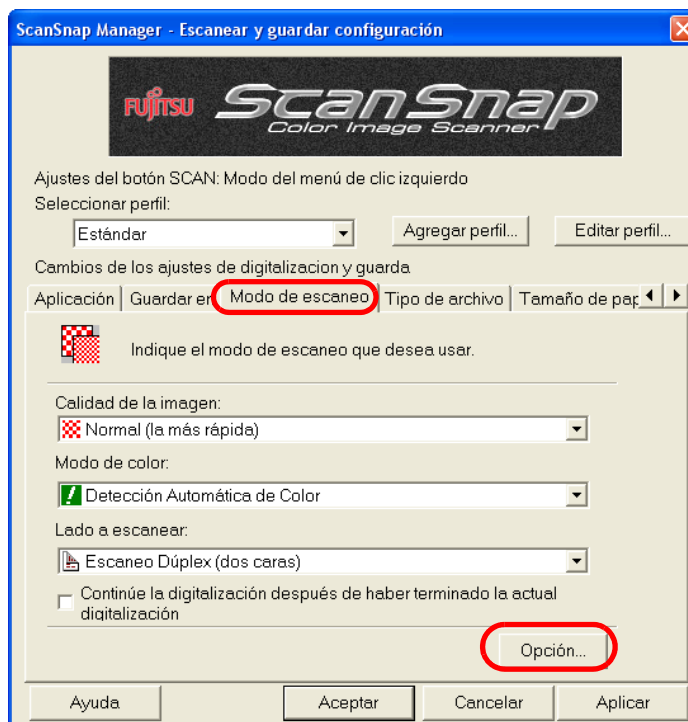 ScanSnap Manager - Escanear y guardar configuración
FUJITSU ScanSnap
Color Image Scanner
Ajustes del botón SCAN: Modo del menú de clic izquierdo
Seleccionar perfil:
Estándar
Agregar perfil...
Editar perfil...
Cambios de los ajustes de digitalizacion y guarda
Aplicación
Guardar en
Modo de escaneo
Tipo de archivo
Tamaño de pap
Indique el modo de escaneo que desea usar.
Calidad de la imagen:
Normal (la más rápida)
Modo de color:
Detección Automática de Color
Lado a escanear:
Escaneo Dúplex (dos caras)
Continúe la digitalización después de haber terminado la actual
digitalización
Opción...
Ayuda
Aceptar
Cancelar
Aplicar